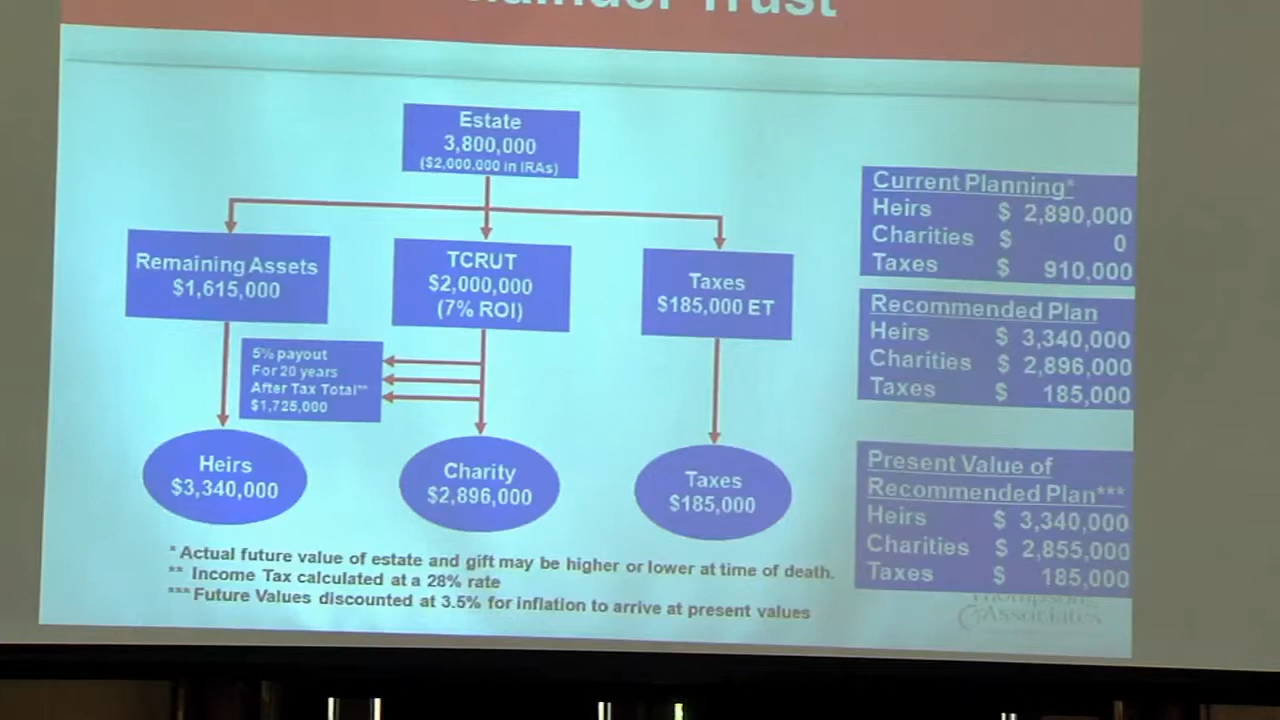 Trust
Estate
3,800,000
($2,000,000 in IRAs)
Remaining Assets
$1,615,000
TCRUT
$2,000,000
(7% ROI)
Taxes
$185,000 ET
5% payout
For 20 years
After Tax Total**
$1,725,000
Heirs
$3,340,000
Charity
$2,896,000
Taxes
$185,000
Current Planning*
Heirs $ 2,890,000
Charities $ 0
Taxes $ 910,000
Recommended Plan
Heirs $ 3,340,000
Charities $ 2,896,000
Taxes $ 185,000
Present Value of
Recommended Plan***
Heirs $ 3,340,000
Charities $ 2,855,000
Taxes $ 185,000
* Actual future value of estate and gift may be higher or lower at time of death.
** Income Tax calculated at a 28% rate
*** Future Values discounted at 3.5% for inflation to arrive at present values
& Associates